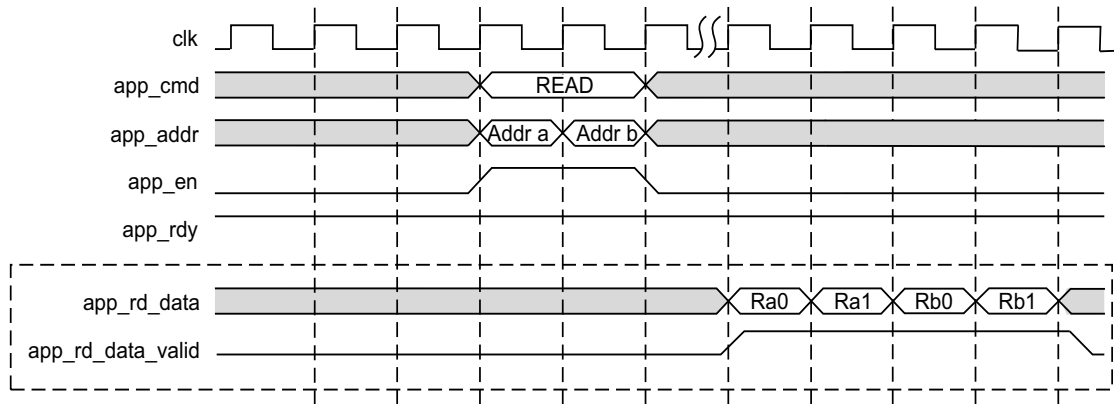 clk
app_cmd READ
app_addr Addr a Addr b
app_en
app_rdy
app_rd_data Ra0 Ra1 Rb0 Rb1
app_rd_data_valid